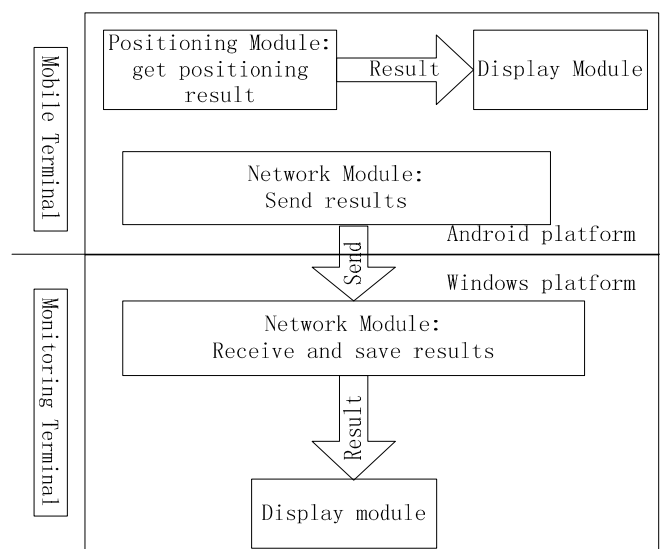 Mobile Terminal
Positioning Module:
get positioning
result
Result
Display Module
Network Module:
Send results
Android platform
Send
Windows platform
Monitoring Terminal
Network Module:
Receive and save results
Result
Display module